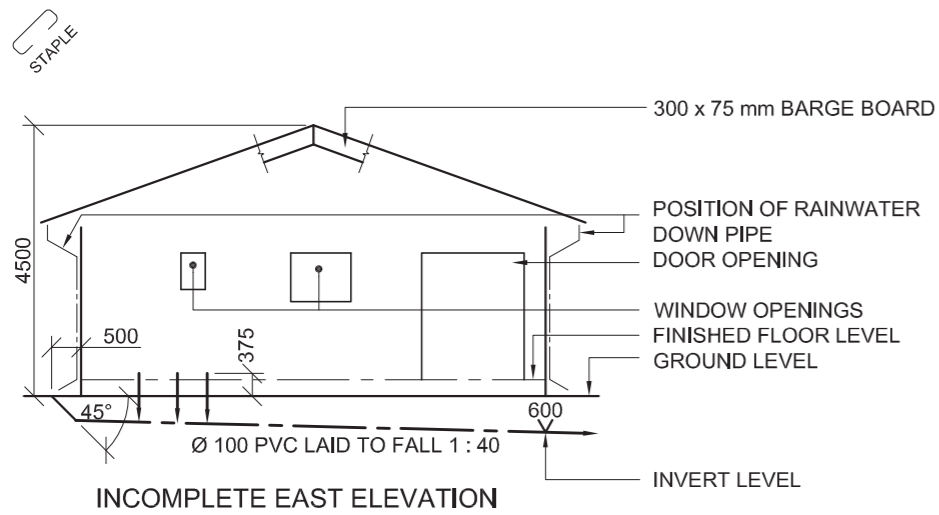 STAPLE
300 x 75 mm BARGE BOARD
POSITION OF RAINWATER
DOWN PIPE
DOOR OPENING
4500
WINDOW OPENINGS
500
375
FINISHED FLOOR LEVEL
GROUND LEVEL
45°
600
Ø 100 PVC LAID TO FALL 1 : 40
INVERT LEVEL
INCOMPLETE EAST ELEVATION